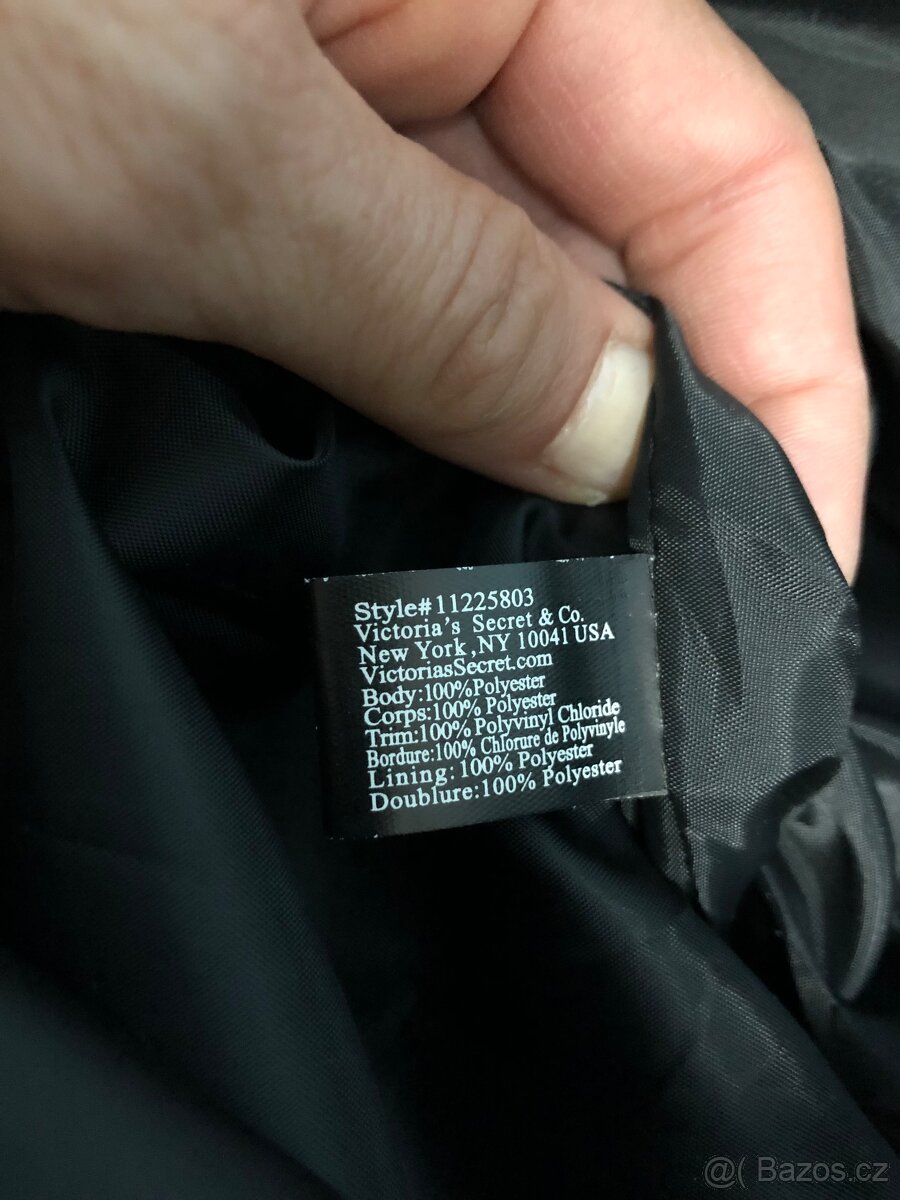 Style#11225803
Victoria's Secret & Co.
New York,NY 10041 USA
VictoriasSecret.com
Body:100%Polyester
Corps:100% Polyester
Trim:100% Polyvinyl Chloride
Bordure:100% Chlorure de Polyvinyle
Lining:100% Polyester
Doublure:100% Polyester
@( Bazos.cz